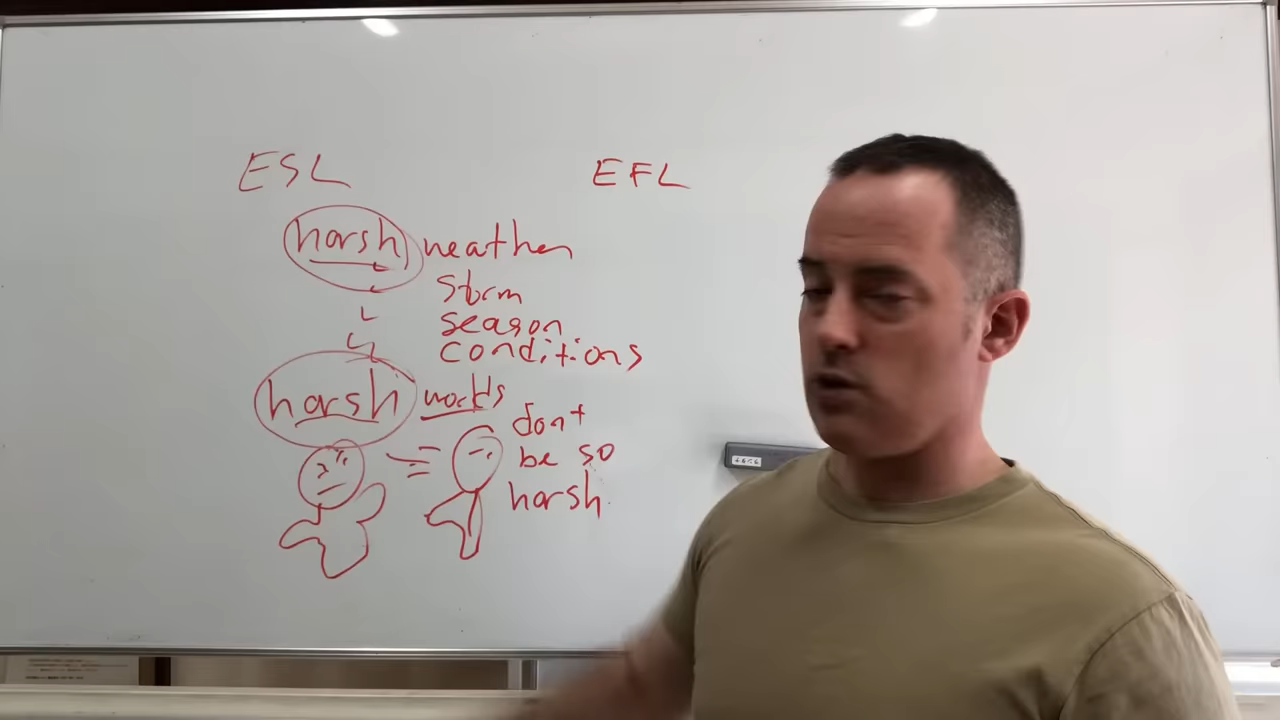 ESL EFL
harsh weather
storm
season
conditions
harsh words
don't
be so
harsh